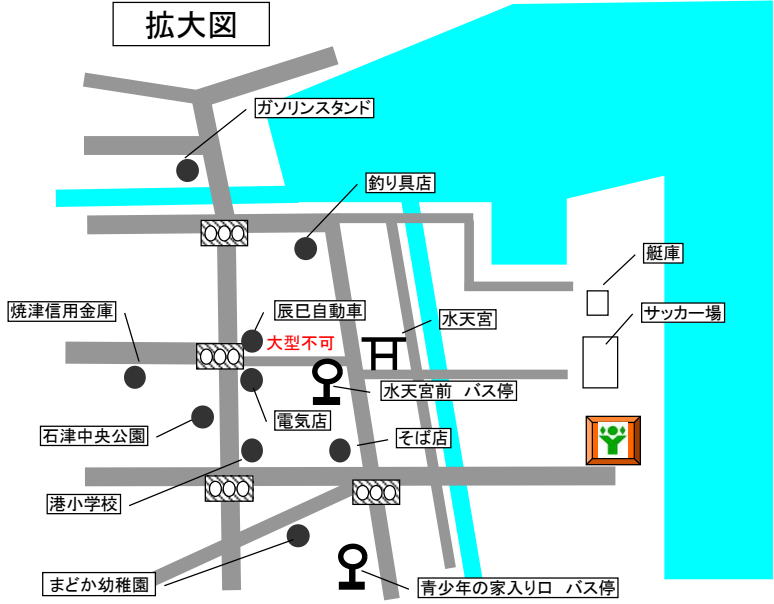 拡大図
ガソリンスタンド
釣り具店
艇庫
焼津信用金庫
辰巳自動車
水天宮
サッカー場
大型不可
水天宮前 バス停
電気店
石津中央公園
そば店
港小学校
まどか幼稚園
青少年の家入り口 バス停